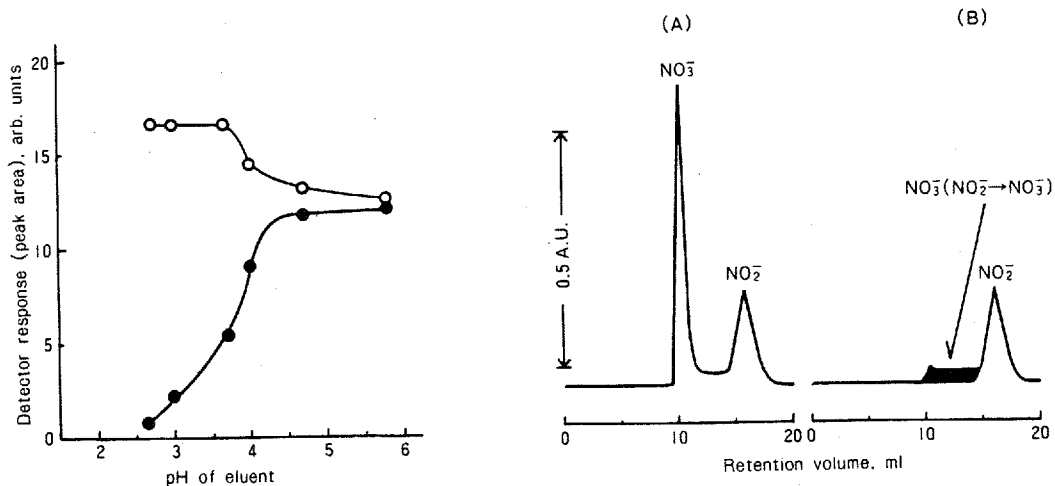 Detector response (peak area), arb. units
20
15
10
5
0
2 3 4 5 6
pH of eluent
(A)
NO₃⁻
0.5 A.U.
NO₂⁻
0 10 20
(B)
NO₃⁻(NO₂⁻→NO₃⁻)
NO₂⁻
0 10 20
Retention volume, ml